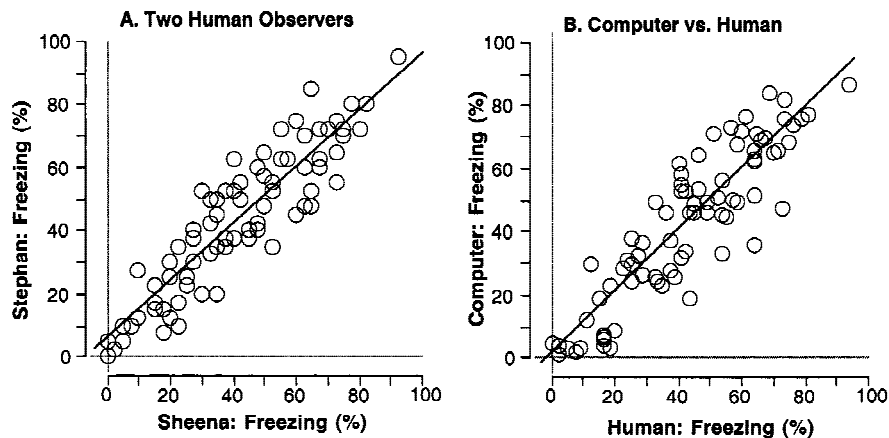 A. Two Human Observers
100
80
60
40
20
0
Stephan: Freezing (%)
0 20 40 60 80 100
Sheena: Freezing (%)
B. Computer vs. Human
100
80
60
40
20
0
Computer: Freezing (%)
0 20 40 60 80 100
Human: Freezing (%)